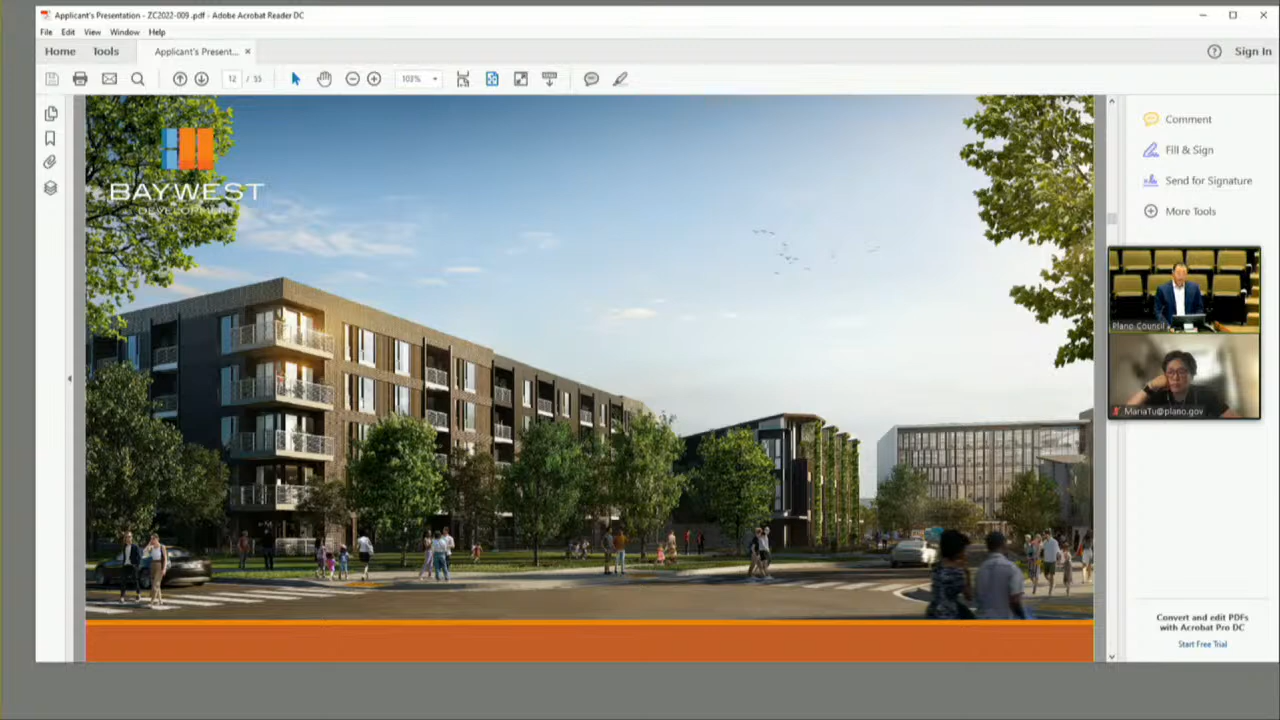 Applicant's Presentation - ZC2022-009 .pdf - Adobe Acrobat Reader DC
File Edit View Window Help
Home Tools Applicant's Present... × Sign In
12 / 55 103%
BAYWEST
DEVELOPMENT
Comment
Fill & Sign
Send for Signature
More Tools
Plano Council
MariaTu@plano.gov
Convert and edit PDFs
with Acrobat Pro DC
Start Free Trial